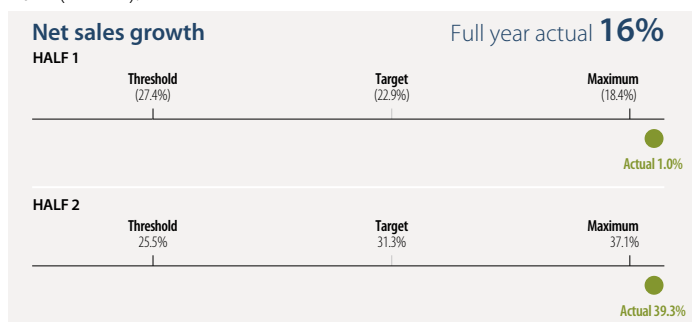 Net sales growth Full year actual 16%
HALF 1
Threshold Target Maximum
(27.4%) (22.9%) (18.4%)
Actual 1.0%
HALF 2
Threshold Target Maximum
25.5% 31.3% 37.1%
Actual 39.3%